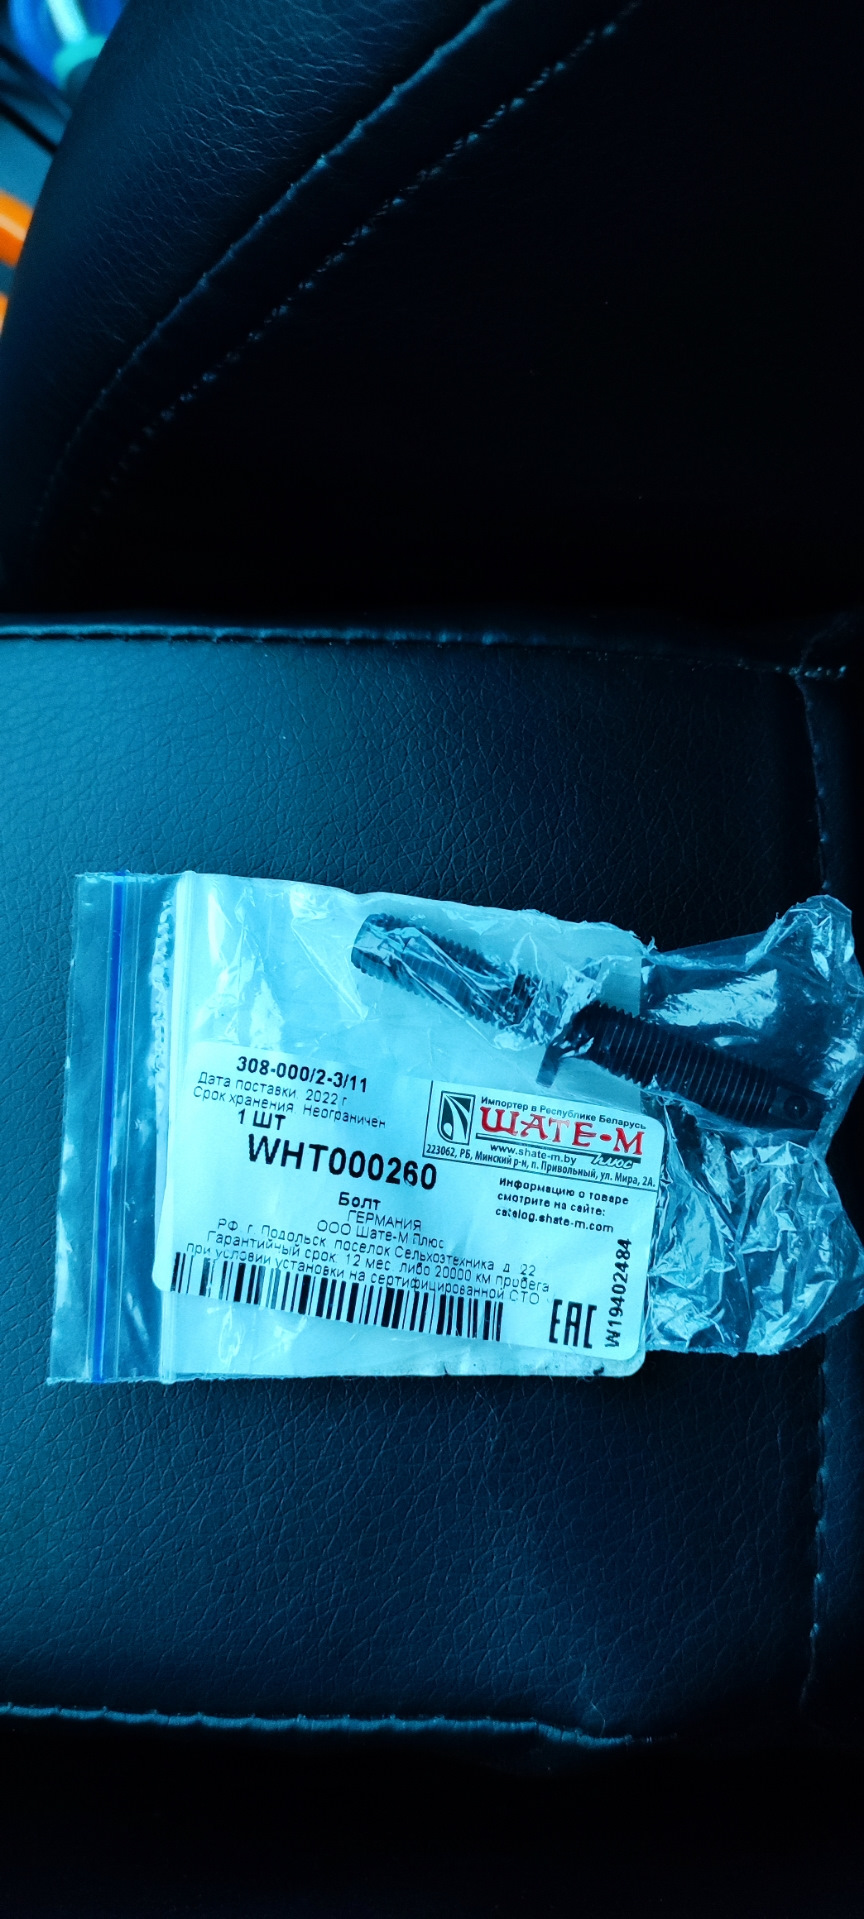 308-000/2-3/11
Дата поставки: 2022 г.
Срок хранения: Неограничен
1 шт
WHT000260
Болт
ГЕРМАНИЯ
ООО Шате-М Плюс
РФ, г. Подольск, поселок Сельхозтехника д. 22
Гарантийный срок: 12 мес. либо 20000 км пробега
при условии установки на сертифицированной СТО
Импортер в Республике Беларусь
ШАТЕ-М
www.shate-m.by плюс
223062, РБ, Минский р-н, п. Привольный, ул. Мира, 2А.
Информацию о товаре
смотрите на сайте:
catalog.shate-m.com
EAC
W19402484